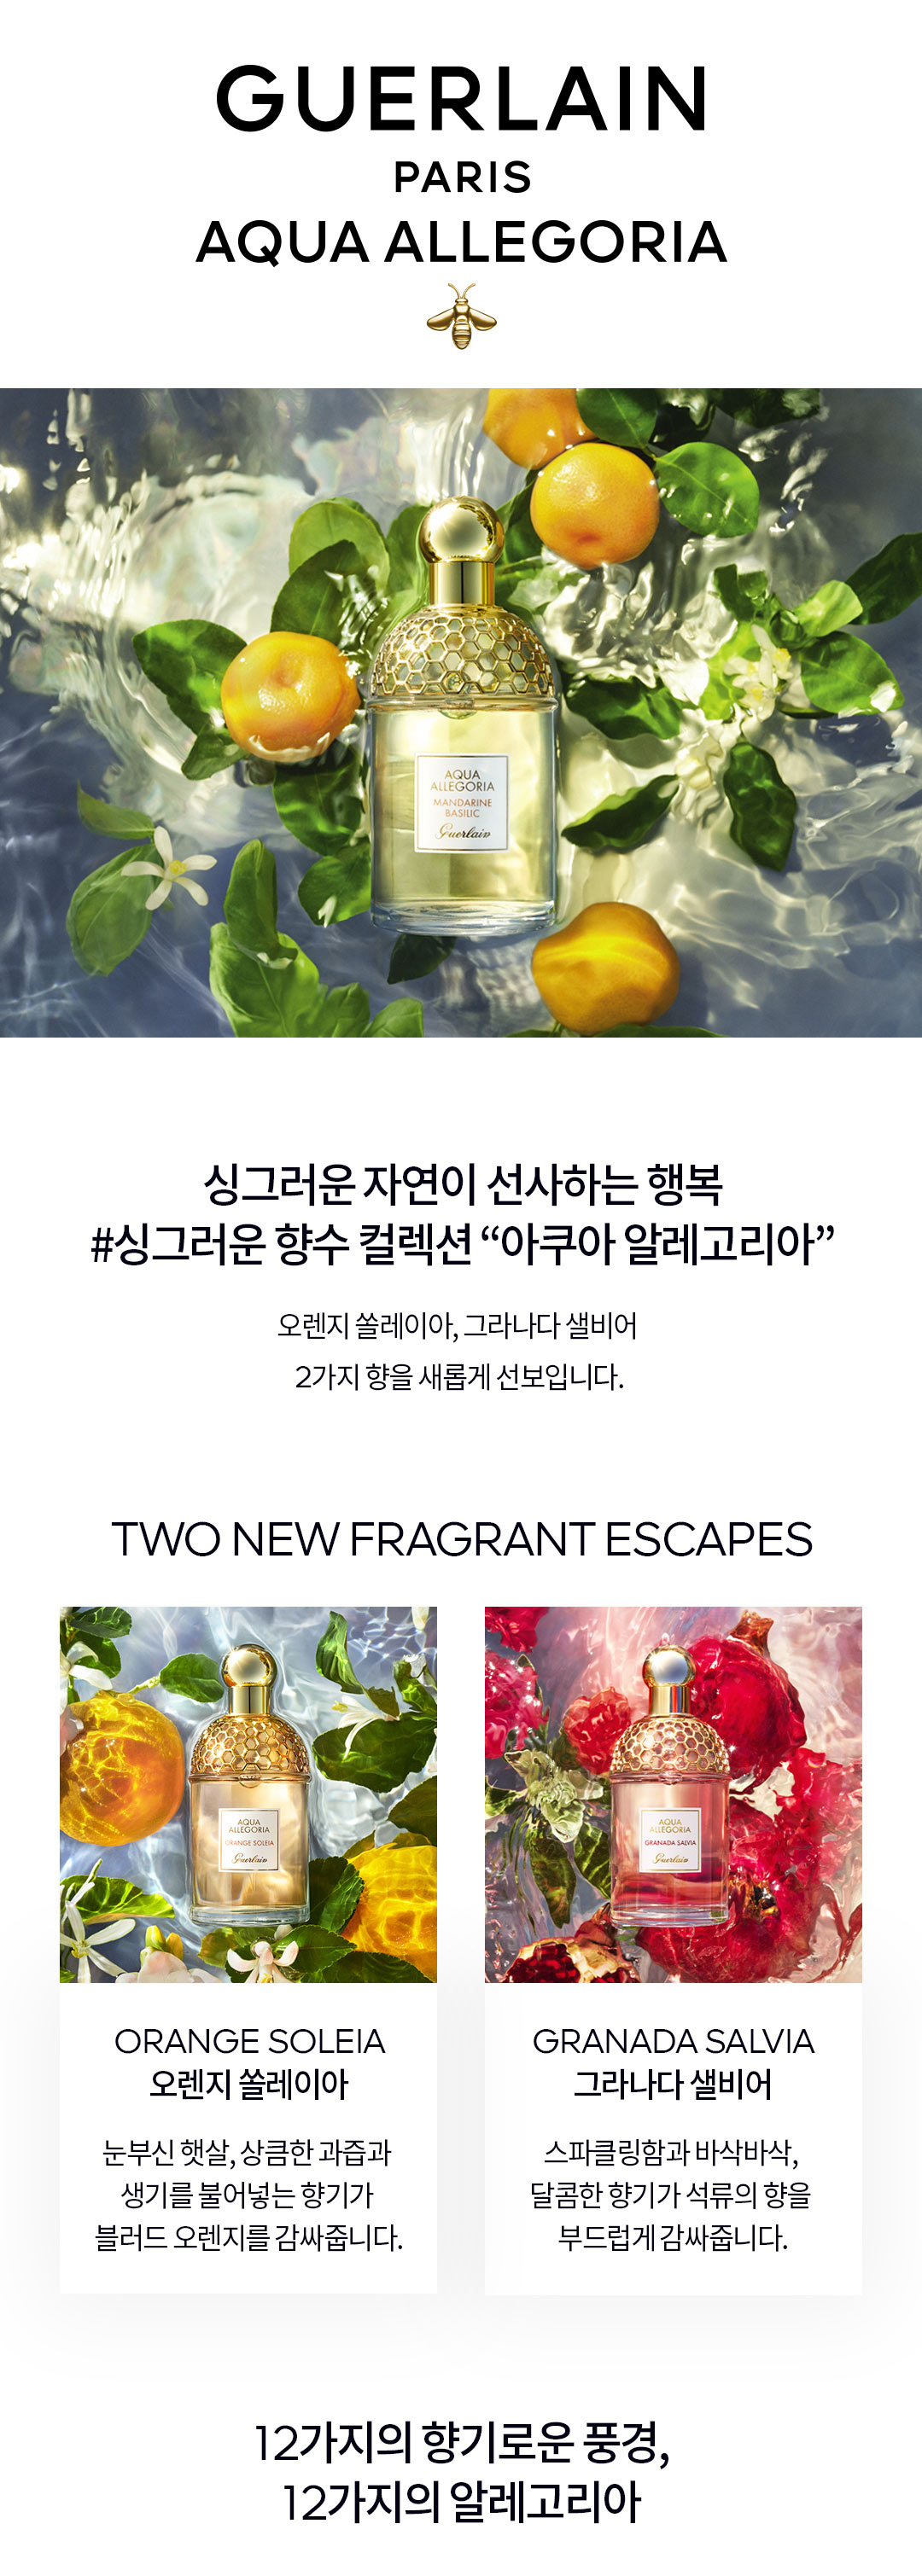 GUERLAIN
PARIS
AQUA ALLEGORIA
AQUA
ALLEGORIA
MANDARINE
BASILIC
Guerlain
싱그러운 자연이 선사하는 행복
#싱그러운 향수 컬렉션 “아쿠아 알레고리아”
오렌지 쏠레이아, 그라나다 샐비어
2가지 향을 새롭게 선보입니다.
TWO NEW FRAGRANT ESCAPES
AQUA
ALLEGORIA
ORANGE SOLEIA
Guerlain
ORANGE SOLEIA
오렌지 쏠레이아
눈부신 햇살, 상큼한 과즙과
생기를 불어넣는 향기가
블러드 오렌지를 감싸줍니다.
AQUA
ALLEGORIA
GRANADA SALVIA
Guerlain
GRANADA SALVIA
그라나다 샐비어
스파클링함과 바삭바삭,
달콤한 향기가 석류의 향을
부드럽게 감싸줍니다.
12가지의 향기로운 풍경,
12가지의 알레고리아